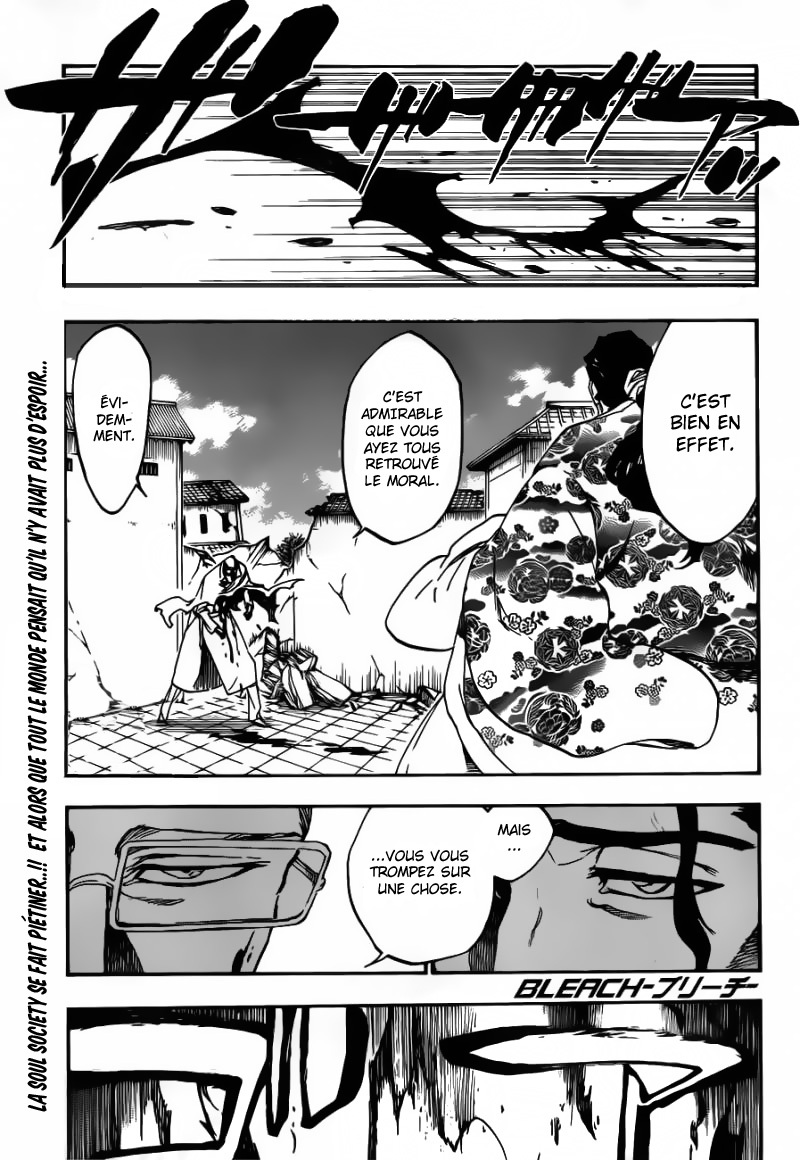 C'EST
BIEN EN
EFFET.
C'EST
ADMIRABLE
QUE VOUS
AYEZ TOUS
RETROUVÉ
LE MORAL.
ÉVI-
DEM-
MENT.
MAIS
...
...VOUS VOUS
TROMPEZ SUR
UNE CHOSE.
BLEACH-ブリーチ-
LA SOUL SOCIETY SE FAIT PIÉTINER..!! ET ALORS QUE TOUT LE MONDE PENSAIT QU'IL N'Y AVAIT PLUS D'ESPOIR...